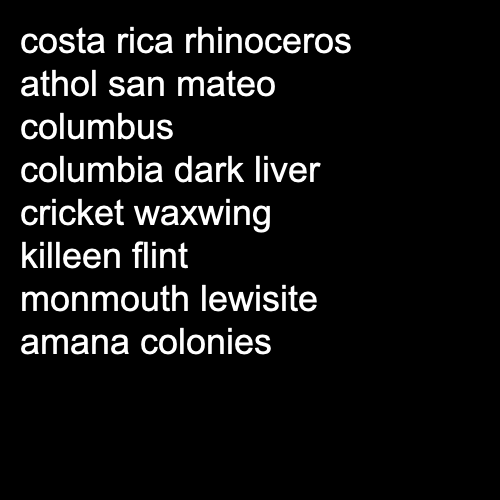 costa rica rhinoceros
athol san mateo
columbus
columbia dark liver
cricket waxwing
killeen flint
monmouth lewisite
amana colonies